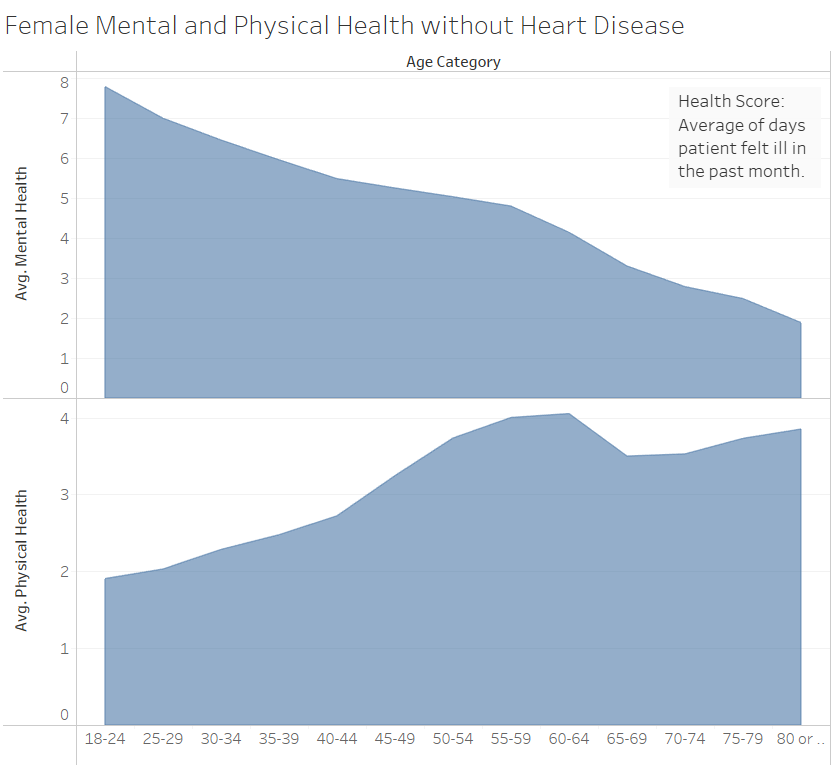 Female Mental and Physical Health without Heart Disease
Age Category
Health Score:
Average of days
patient felt ill in
the past month.
Avg. Mental Health
8
7
6
5
4
3
2
1
0
Avg. Physical Health
4
3
2
1
0
18-24 25-29 30-34 35-39 40-44 45-49 50-54 55-59 60-64 65-69 70-74 75-79 80 or ..